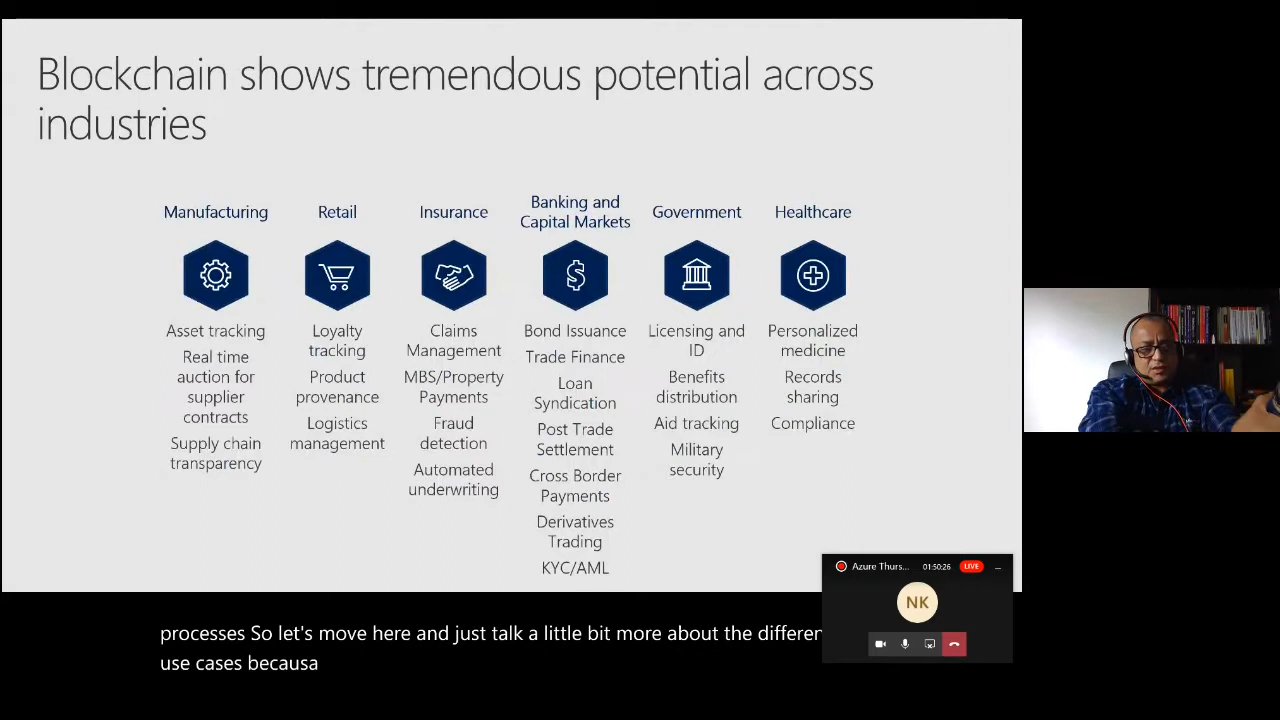 Blockchain shows tremendous potential across
industries
Manufacturing
Asset tracking
Real time
auction for
supplier
contracts
Supply chain
transparency
Retail
Loyalty
tracking
Product
provenance
Logistics
management
Insurance
Claims
Management
MBS/Property
Payments
Fraud
detection
Automated
underwriting
Banking and
Capital Markets
Bond Issuance
Trade Finance
Loan
Syndication
Post Trade
Settlement
Cross Border
Payments
Derivatives
Trading
KYC/AML
Government
Licensing and
ID
Benefits
distribution
Aid tracking
Military
security
Healthcare
Personalized
medicine
Records
sharing
Compliance
Azure Thurs... 01:50:26 LIVE
NK
processes So let's move here and just talk a little bit more about the differen
use cases becausa